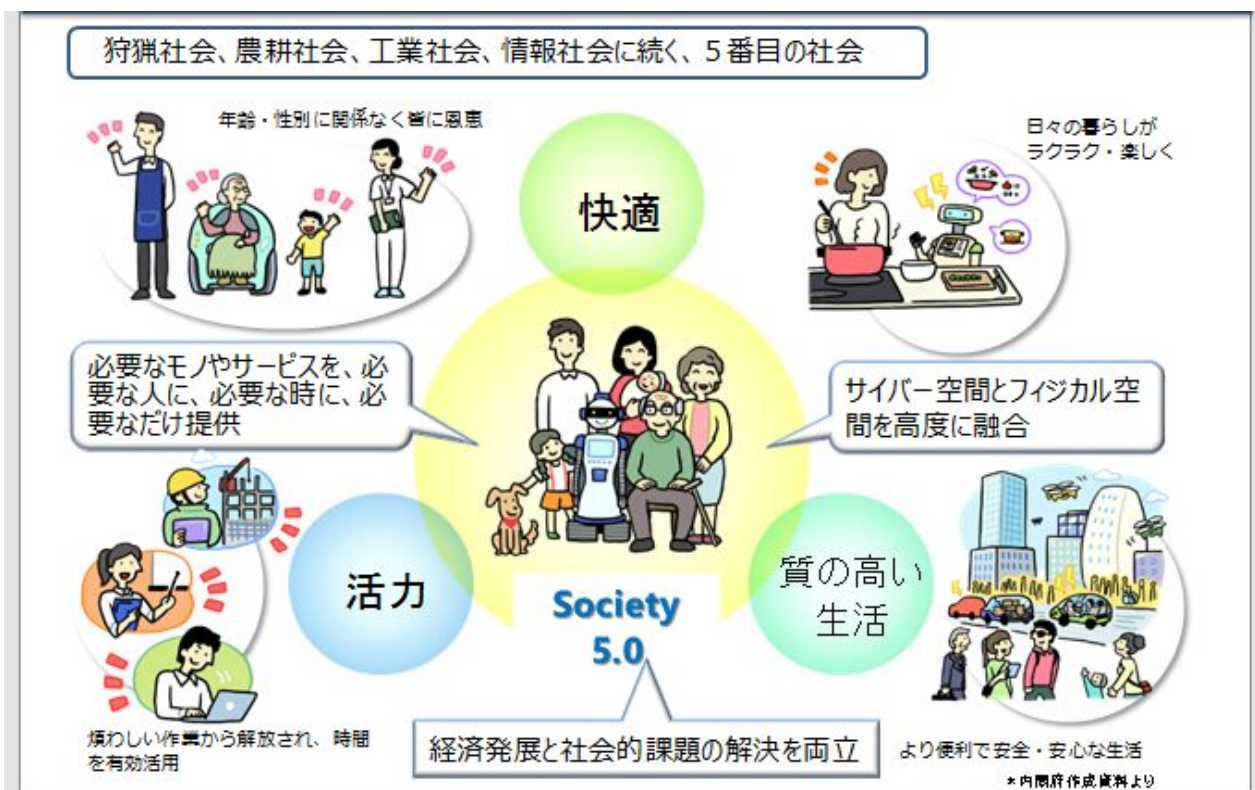 狩猟社会、農耕社会、工業社会、情報社会に続く、5番目の社会
年齢・性別に関係なく皆に恩恵
日々の暮らしが
ラクラク・楽しく
快適
必要なモノやサービスを、必
要な人に、必要な時に、必
要なだけ提供
サイバー空間とフィジカル空
間を高度に融合
活力
質の高い
生活
Society
5.0
煩わしい作業から解放され、時間
を有効活用
経済発展と社会的課題の解決を両立
より便利で安全・安心な生活
*内閣府作成資料より